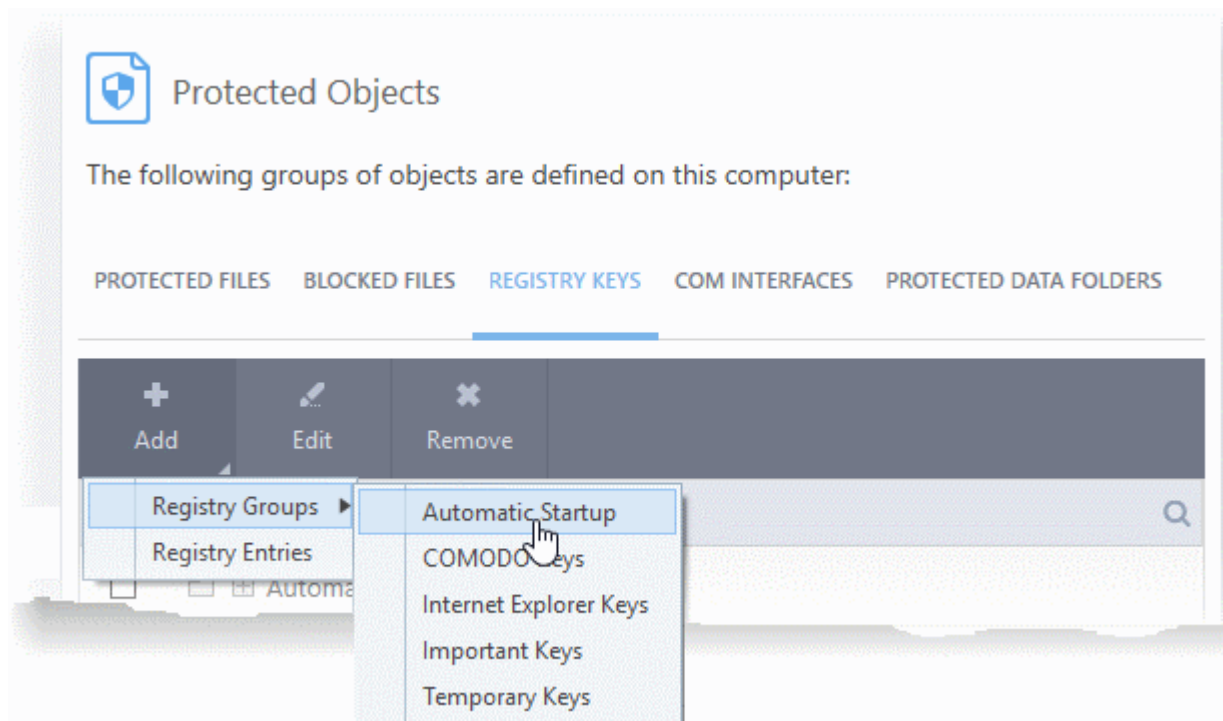 Protected Objects
The following groups of objects are defined on this computer:
PROTECTED FILES BLOCKED FILES REGISTRY KEYS COM INTERFACES PROTECTED DATA FOLDERS
Add Edit Remove
Registry Groups
Registry Entries
Automatic Startup
COMODO Keys
Internet Explorer Keys
Important Keys
Temporary Keys
Automa